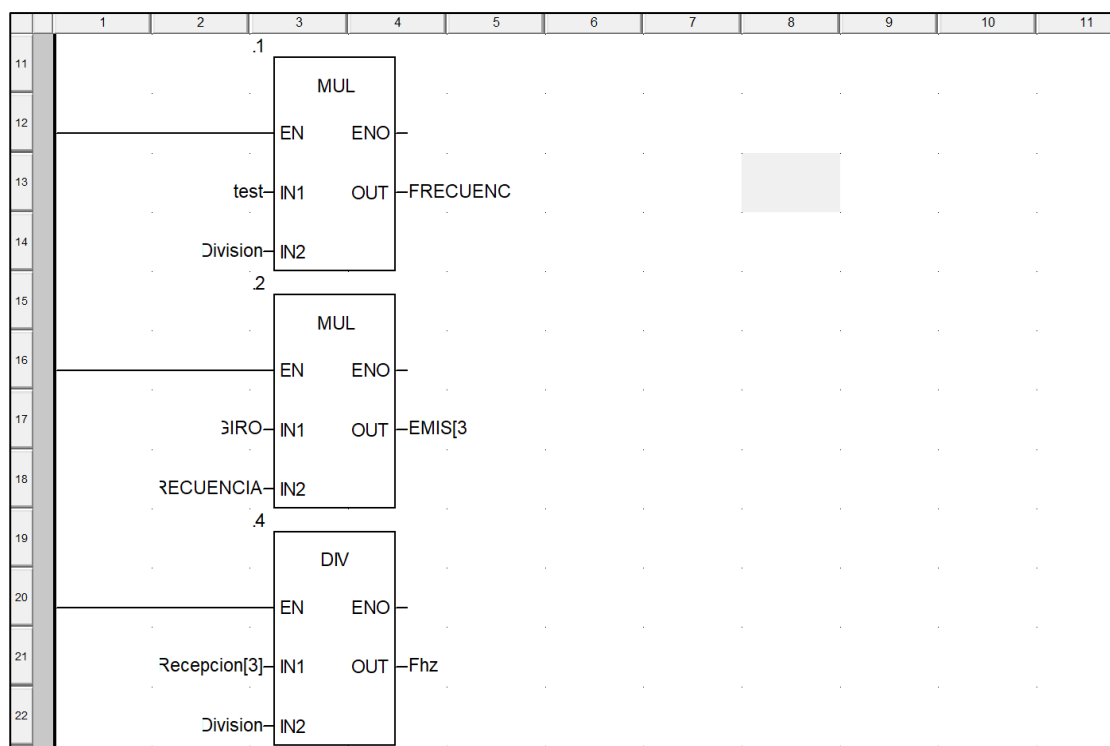 1 2 3 4 5 6 7 8 9 10 11
.1
11
MUL
12
EN ENO
13
test IN1 OUT FRECUENC
14
Division IN2
.2
15
MUL
16
EN ENO
17
GIRO IN1 OUT EMIS[3
18
RECUENCIA IN2
.4
19
DIV
20
EN ENO
21
Recepcion[3] IN1 OUT Fhz
22
Division IN2